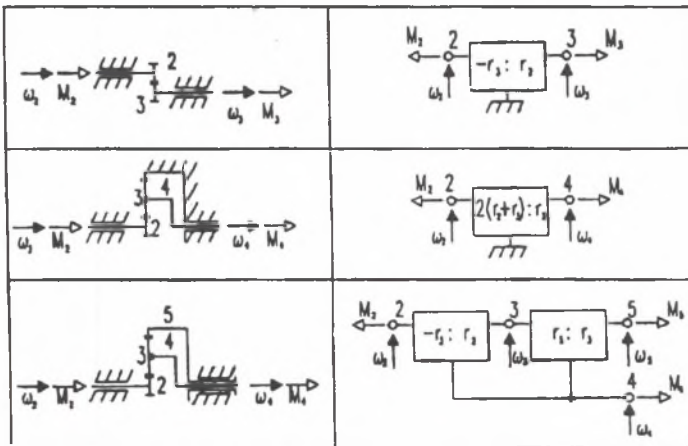 2
3
ω₂ M₂
ω₃ M₃
M₂ 2 3 M₃
-r₃ : r₂
ω₂ ω₃
4
3
2
ω₂ M₂
ω₄ M₄
M₂ 2 4 M₄
2(r₂+r₃) : r₂
ω₂ ω₄
5
4
3
2
ω₂ M₂
ω₄ M₄
M₂ 2 3 5 M₅
-r₃ : r₂
r₅ : r₃
ω₂ ω₃ ω₅
4 M₄
ω₄